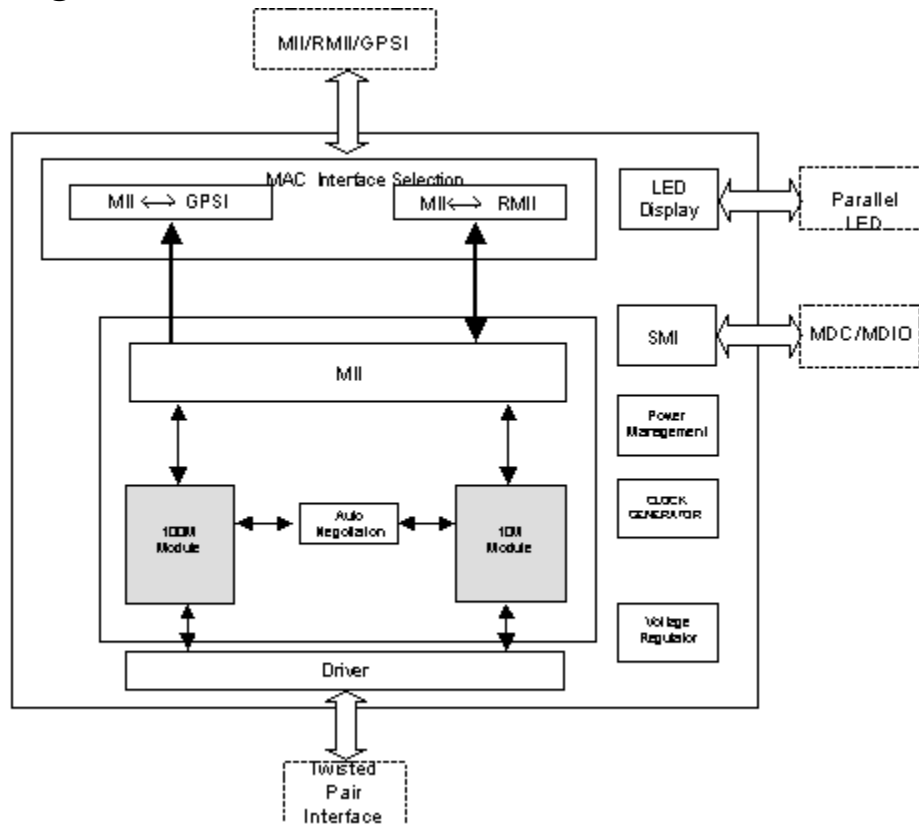 MII/RMII/GPSI
MAC Interface Selection
MII ⟷ GPSI
MII ⟷ RMII
LED
Display
Parallel
LED
SMI
MDC/MDIO
MII
Power
Management
100M
Module
Auto
Negotiation
10M
Module
CLOCK
GENERATOR
Voltage
Regulator
Driver
Twisted
Pair
Interface